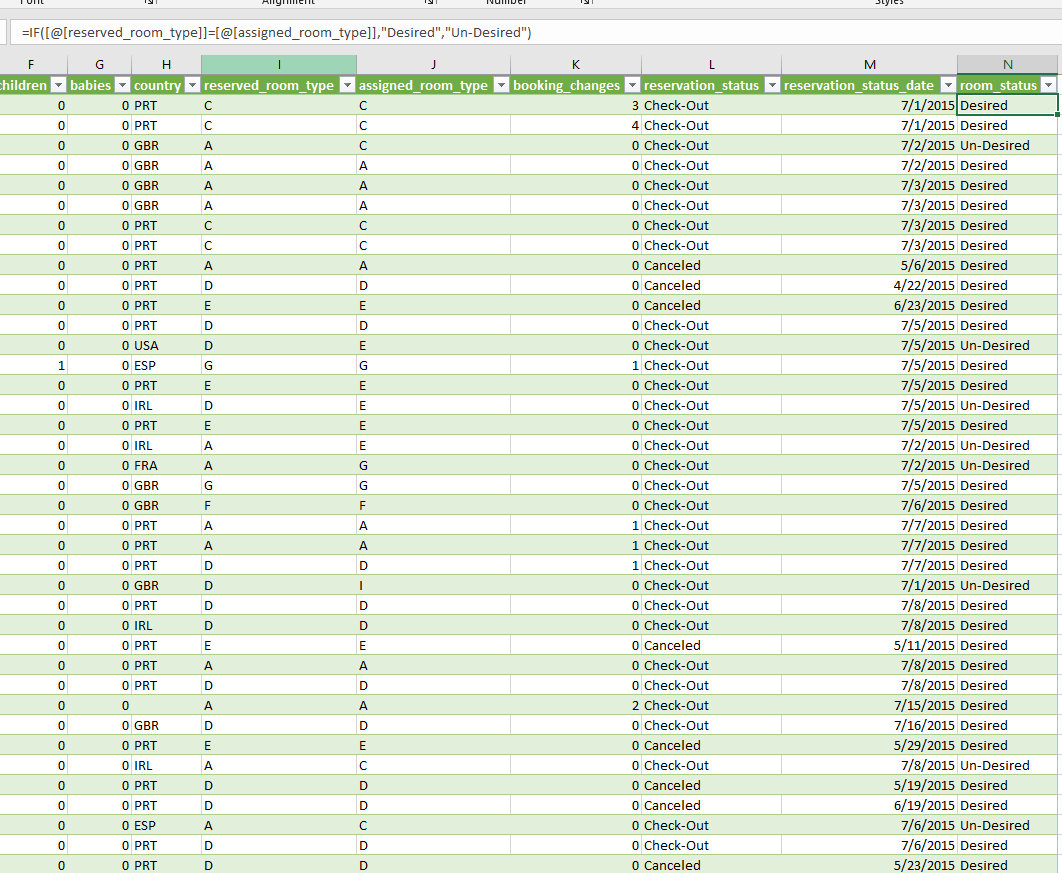 Font Alignment Number Styles
=IF([@[reserved_room_type]]=[@[assigned_room_type]],"Desired","Un-Desired")
F G H I J K L M N
children babies country reserved_room_type assigned_room_type booking_changes reservation_status reservation_status_date room_status
0 0 PRT C C 3 Check-Out 7/1/2015 Desired
0 0 PRT C C 4 Check-Out 7/1/2015 Desired
0 0 GBR A C 0 Check-Out 7/2/2015 Un-Desired
0 0 GBR A A 0 Check-Out 7/2/2015 Desired
0 0 GBR A A 0 Check-Out 7/3/2015 Desired
0 0 GBR A A 0 Check-Out 7/3/2015 Desired
0 0 PRT C C 0 Check-Out 7/3/2015 Desired
0 0 PRT C C 0 Check-Out 7/3/2015 Desired
0 0 PRT A A 0 Canceled 5/6/2015 Desired
0 0 PRT D D 0 Canceled 4/22/2015 Desired
0 0 PRT E E 0 Canceled 6/23/2015 Desired
0 0 PRT D D 0 Check-Out 7/5/2015 Desired
0 0 USA D E 0 Check-Out 7/5/2015 Un-Desired
1 0 ESP G G 1 Check-Out 7/5/2015 Desired
0 0 PRT E E 0 Check-Out 7/5/2015 Desired
0 0 IRL D E 0 Check-Out 7/5/2015 Un-Desired
0 0 PRT E E 0 Check-Out 7/5/2015 Desired
0 0 IRL A E 0 Check-Out 7/2/2015 Un-Desired
0 0 FRA A G 0 Check-Out 7/2/2015 Un-Desired
0 0 GBR G G 0 Check-Out 7/5/2015 Desired
0 0 GBR F F 0 Check-Out 7/6/2015 Desired
0 0 PRT A A 1 Check-Out 7/7/2015 Desired
0 0 PRT A A 1 Check-Out 7/7/2015 Desired
0 0 PRT D D 1 Check-Out 7/7/2015 Desired
0 0 GBR D I 0 Check-Out 7/1/2015 Un-Desired
0 0 PRT D D 0 Check-Out 7/8/2015 Desired
0 0 IRL D D 0 Check-Out 7/8/2015 Desired
0 0 PRT E E 0 Canceled 5/11/2015 Desired
0 0 PRT A A 0 Check-Out 7/8/2015 Desired
0 0 PRT D D 0 Check-Out 7/8/2015 Desired
0 0 A A 2 Check-Out 7/15/2015 Desired
0 0 GBR D D 0 Check-Out 7/16/2015 Desired
0 0 PRT E E 0 Canceled 5/29/2015 Desired
0 0 IRL A C 0 Check-Out 7/8/2015 Un-Desired
0 0 PRT D D 0 Canceled 5/19/2015 Desired
0 0 PRT D D 0 Canceled 6/19/2015 Desired
0 0 ESP A C 0 Check-Out 7/6/2015 Un-Desired
0 0 PRT D D 0 Check-Out 7/6/2015 Desired
0 0 PRT D D 0 Canceled 5/23/2015 Desired